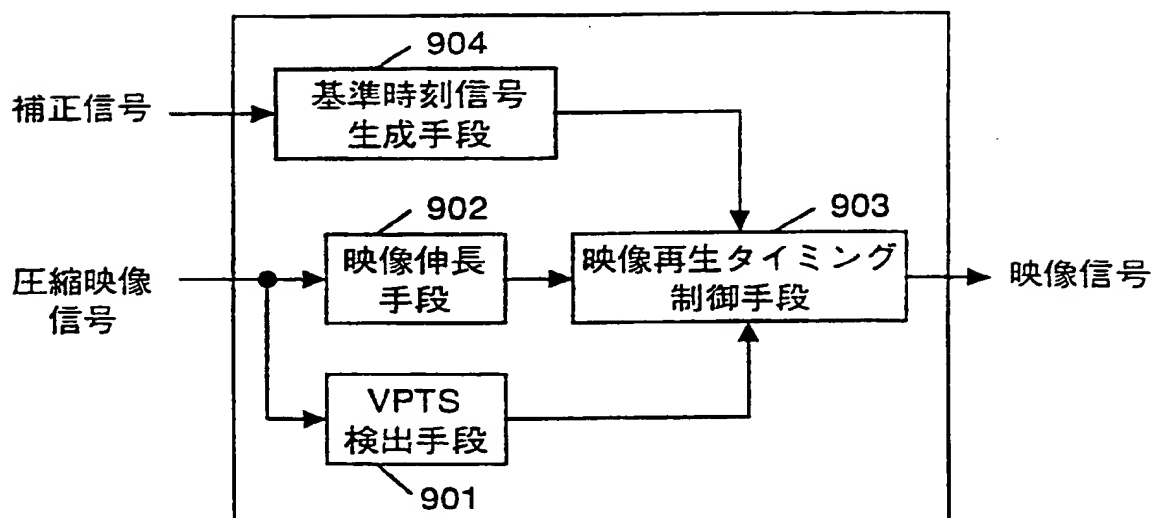 904
補正信号
基準時刻信号
生成手段
902
903
圧縮映像
信号
映像伸長
手段
映像再生タイミング
制御手段
映像信号
VPTS
検出手段
901